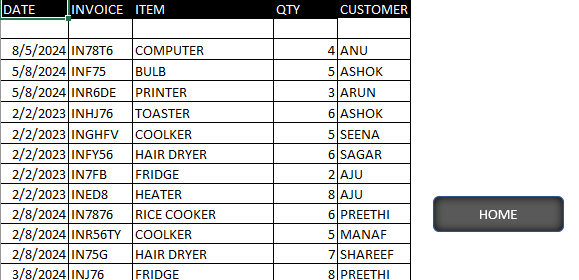 DATE INVOICE ITEM QTY CUSTOMER
8/5/2024 IN78T6 COMPUTER 4 ANU
5/8/2024 INF75 BULB 5 ASHOK
5/8/2024 INR6DE PRINTER 3 ARUN
2/2/2023 INHJ76 TOASTER 6 ASHOK
2/2/2023 INGHFV COOLKER 5 SEENA
2/2/2023 INFY56 HAIR DRYER 6 SAGAR
2/2/2023 IN7FB FRIDGE 2 AJU
2/2/2023 INED8 HEATER 8 AJU
2/8/2024 IN7876 RICE COOKER 6 PREETHI
2/8/2024 INR56TY COOLKER 5 MANAF
2/8/2024 IN75G HAIR DRYER 7 SHAREEF
3/8/2024 INJ76 FRIDGE 8 PREETHI
HOME